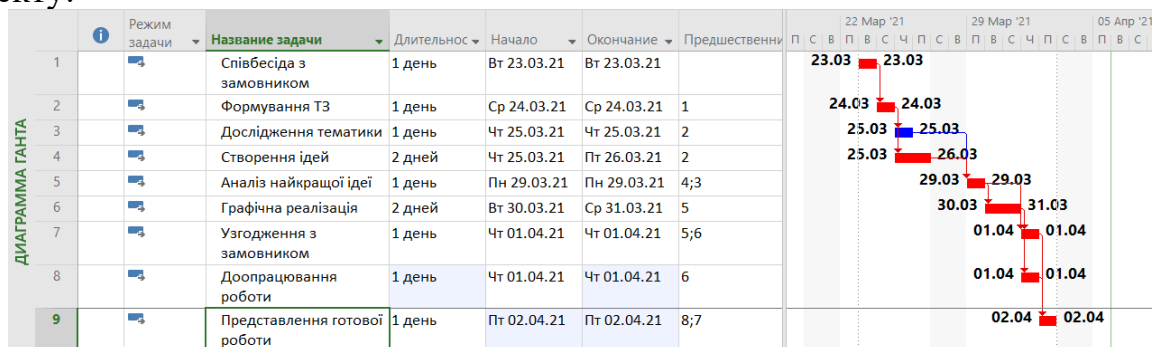 екту.
Режим задачи Название задачи Длительнос Начало Окончание Предшественни
22 Мар '21 29 Мар '21 05 Апр '21
П С В П В С Ч П С В П В С Ч П С В П В С
ДИАГРАММА ГАНТА
1 Співбесіда з замовником 1 день Вт 23.03.21 Вт 23.03.21
23.03 23.03
2 Формування ТЗ 1 день Ср 24.03.21 Ср 24.03.21 1
24.03 24.03
3 Дослідження тематики 1 день Чт 25.03.21 Чт 25.03.21 2
25.03 25.03
4 Створення ідей 2 дней Чт 25.03.21 Пт 26.03.21 2
25.03 26.03
5 Аналіз найкращої ідеї 1 день Пн 29.03.21 Пн 29.03.21 4;3
29.03 29.03
6 Графічна реалізація 2 дней Вт 30.03.21 Ср 31.03.21 5
30.03 31.03
7 Узгодження з замовником 1 день Чт 01.04.21 Чт 01.04.21 5;6
01.04 01.04
8 Доопрацювання роботи 1 день Чт 01.04.21 Чт 01.04.21 6
01.04 01.04
9 Представлення готової роботи 1 день Пт 02.04.21 Пт 02.04.21 8;7
02.04 02.04